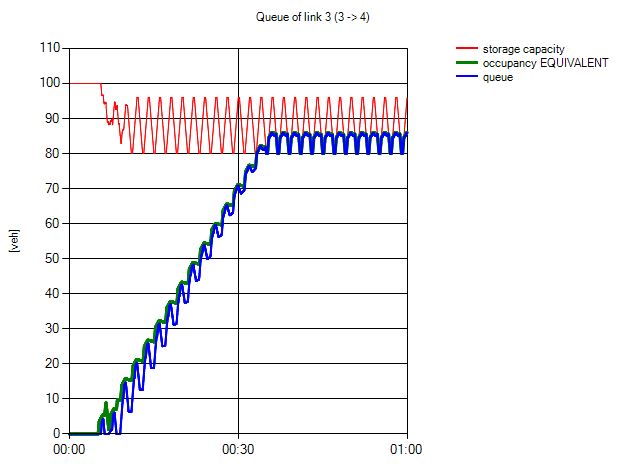 Queue of link 3 (3 -> 4)
storage capacity
occupancy EQUIVALENT
queue
[veh]
110
100
90
80
70
60
50
40
30
20
10
0
00:00 00:30 01:00